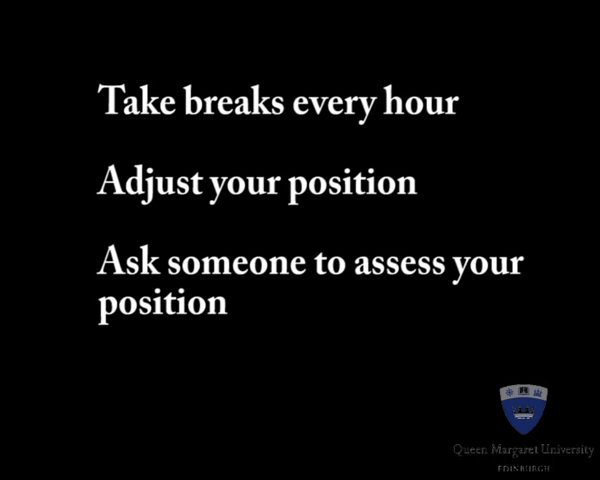 Take breaks every hour
Adjust your position
Ask someone to assess your
position
Queen Margaret University
EDINBURGH